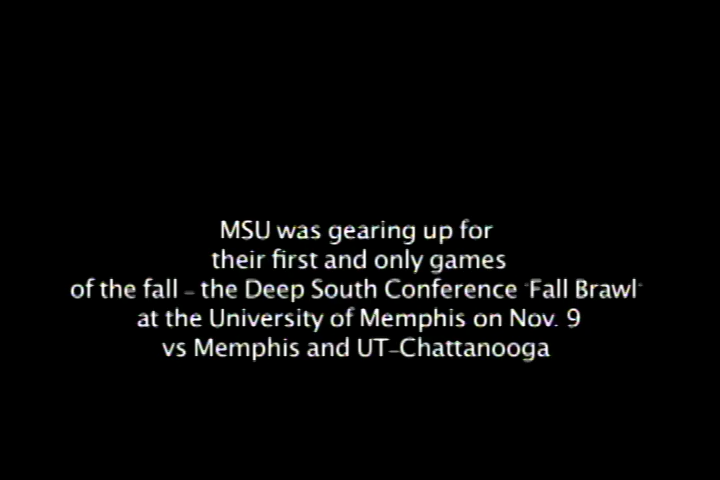 MSU was gearing up for
their first and only games
of the fall - the Deep South Conference "Fall Brawl"
at the University of Memphis on Nov. 9
vs Memphis and UT-Chattanooga